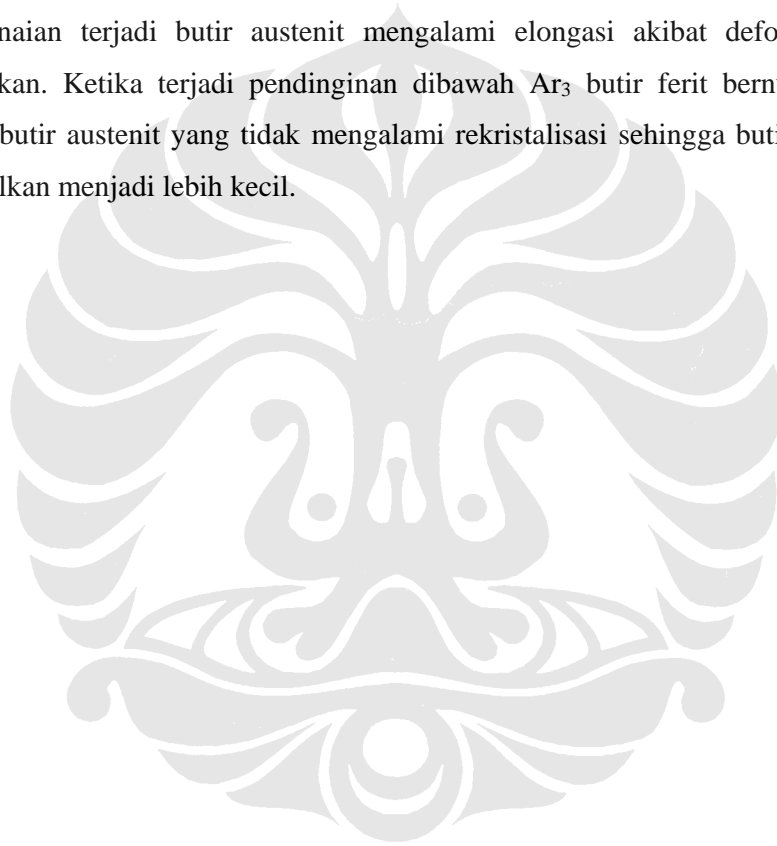 naian terjadi butir austenit mengalami elongasi akibat defo
kan. Ketika terjadi pendinginan dibawah Ar₃ butir ferit bern
butir austenit yang tidak mengalami rekristalisasi sehingga buti
lkan menjadi lebih kecil.